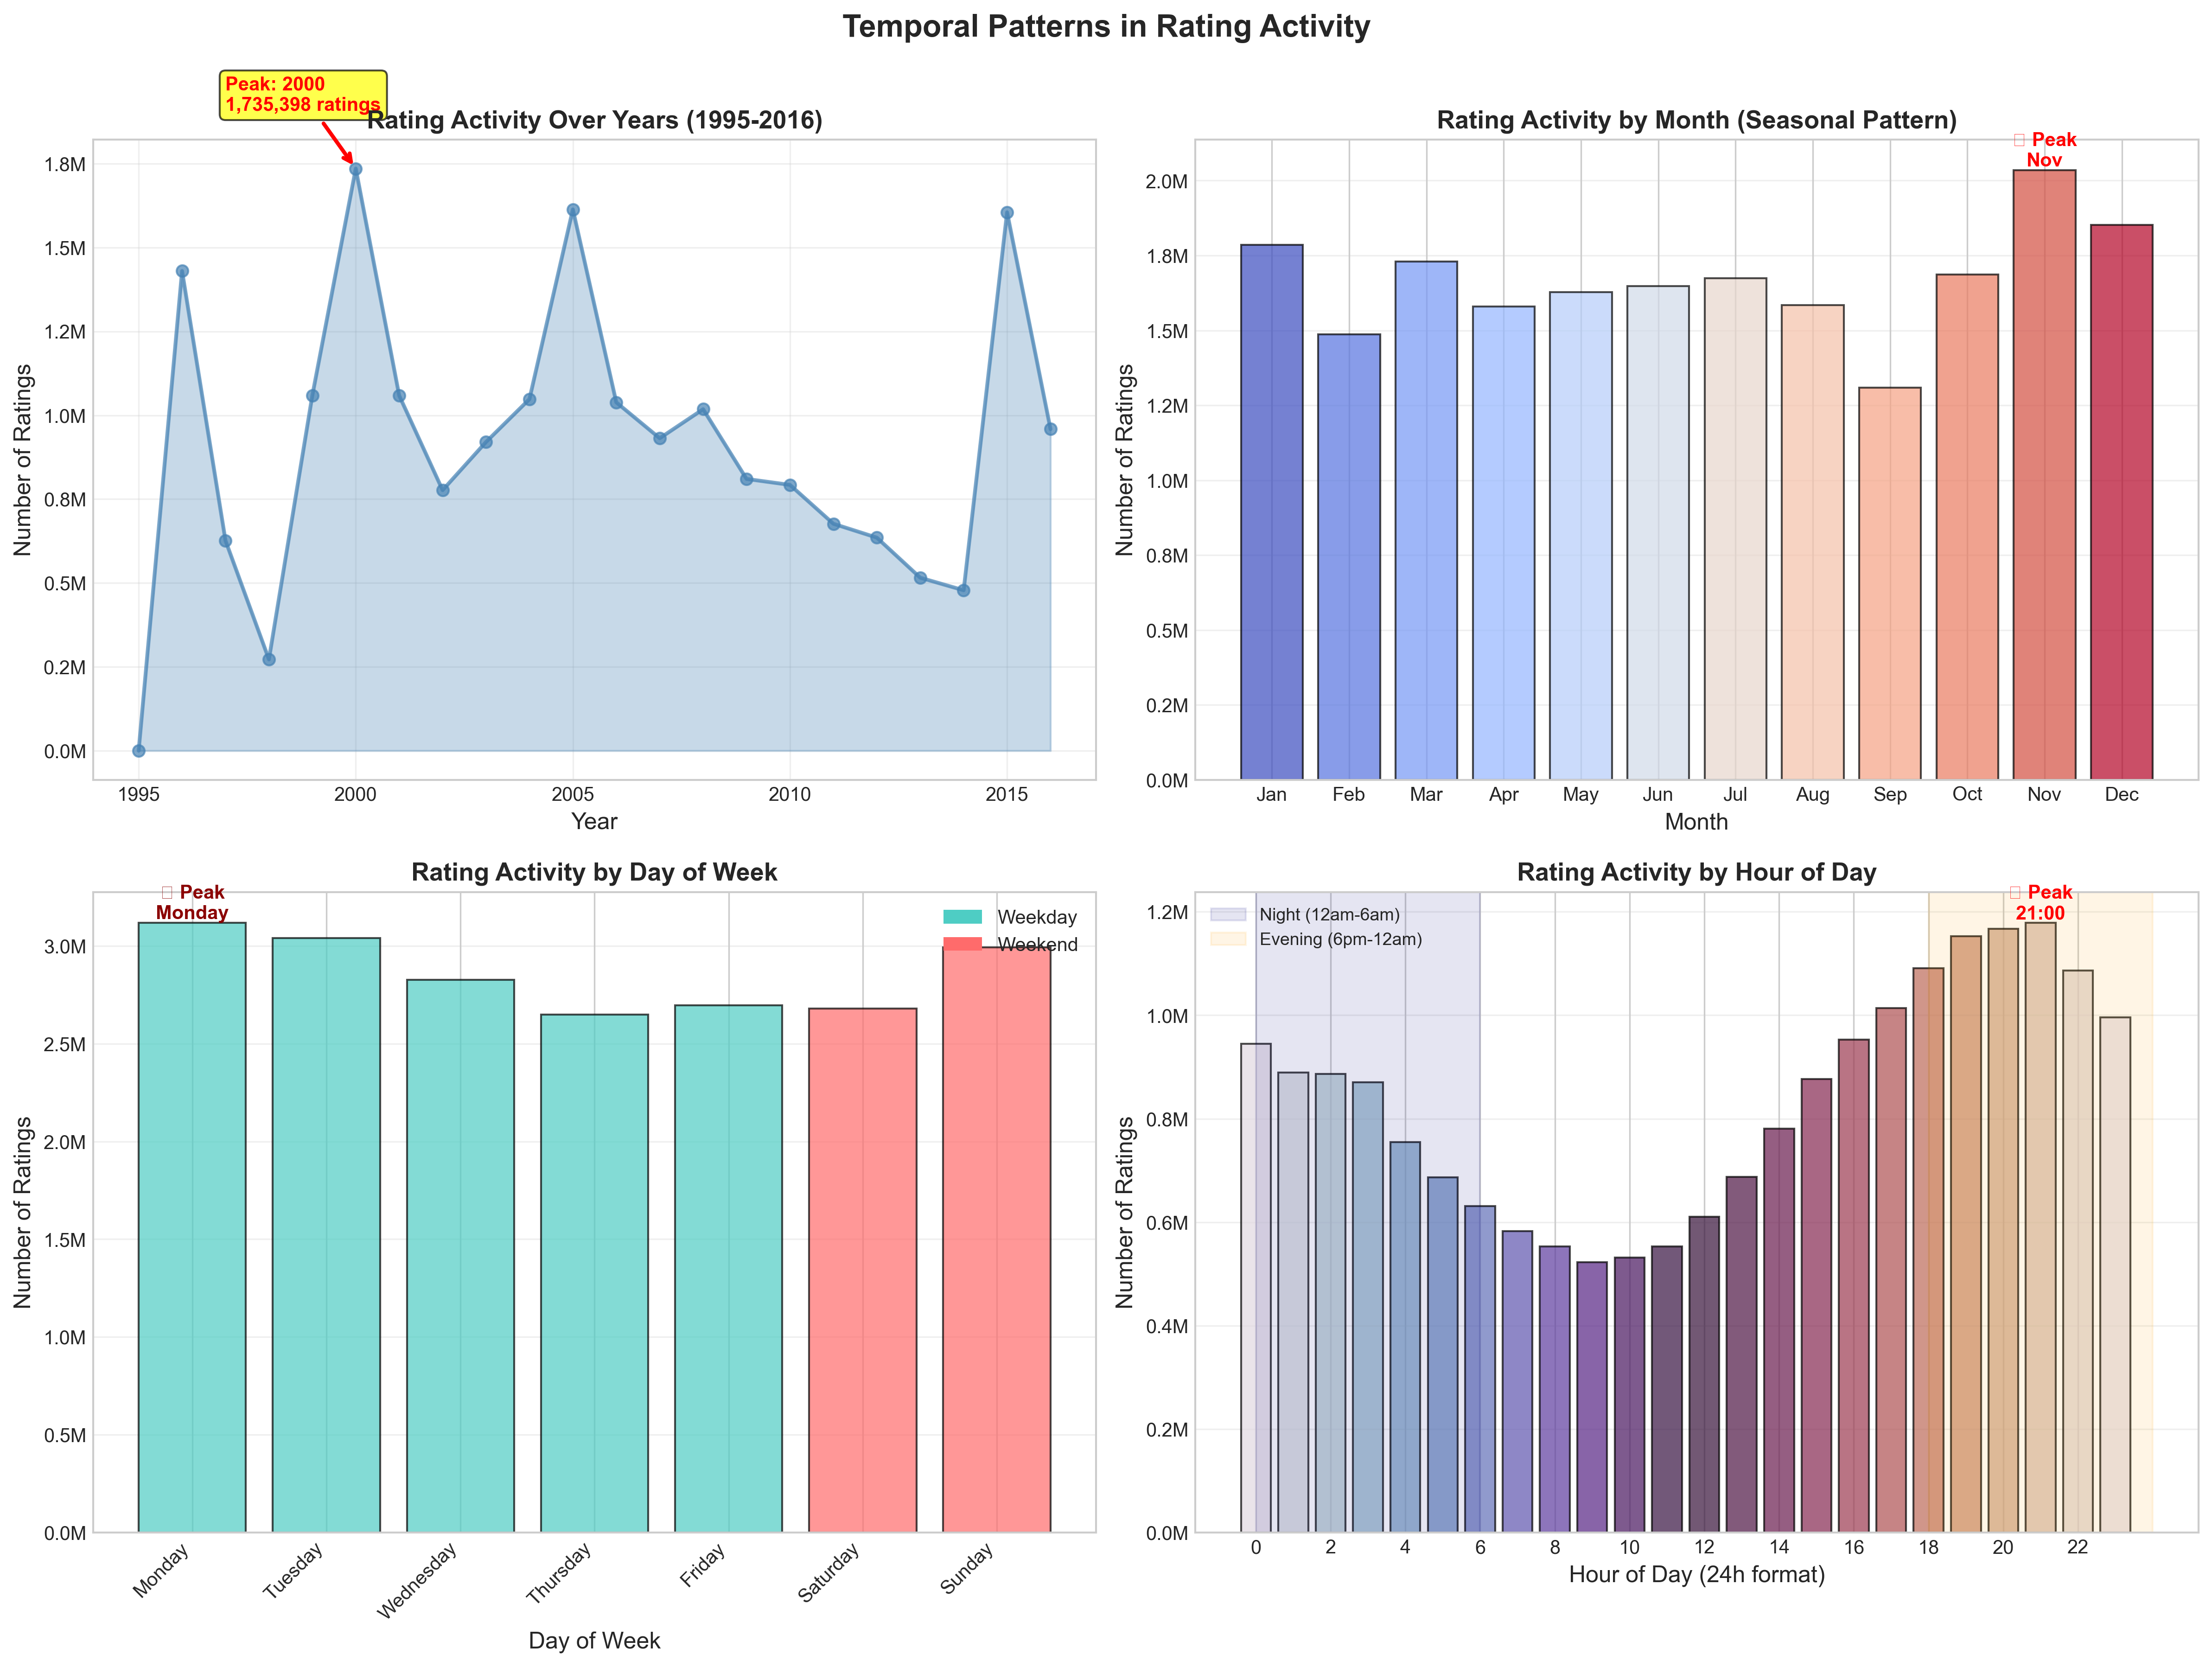 Temporal Patterns in Rating Activity
Peak: 2000
1,735,398 ratings
Rating Activity Over Years (1995-2016)
Number of Ratings
1.8M
1.5M
1.2M
1.0M
0.8M
0.5M
0.2M
0.0M
1995 2000 2005 2010 2015
Year
Rating Activity by Month (Seasonal Pattern)
Peak
Nov
Number of Ratings
2.0M
1.8M
1.5M
1.2M
1.0M
0.8M
0.5M
0.2M
0.0M
Jan Feb Mar Apr May Jun Jul Aug Sep Oct Nov Dec
Month
Rating Activity by Day of Week
Peak
Monday
Weekday
Weekend
Number of Ratings
3.0M
2.5M
2.0M
1.5M
1.0M
0.5M
0.0M
Monday Tuesday Wednesday Thursday Friday Saturday Sunday
Day of Week
Rating Activity by Hour of Day
Peak
21:00
Night (12am-6am)
Evening (6pm-12am)
Number of Ratings
1.2M
1.0M
0.8M
0.6M
0.4M
0.2M
0.0M
0 2 4 6 8 10 12 14 16 18 20 22
Hour of Day (24h format)